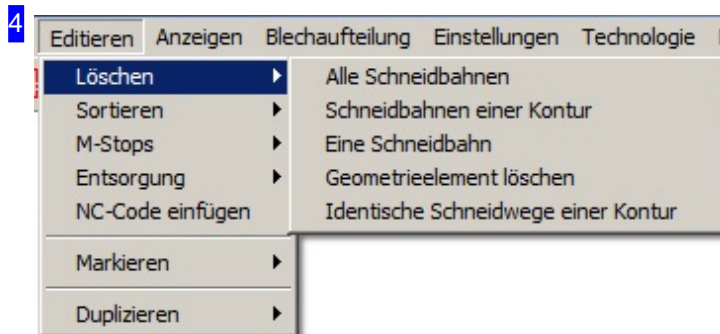 4
Editieren Anzeigen Blechaufteilung Einstellungen Technologie
Löschen
Alle Schneidbahnen
Sortieren
Schneidbahnen einer Kontur
M-Stops
Eine Schneidbahn
Entsorgung
Geometrieelement löschen
NC-Code einfügen
Identische Schneidwege einer Kontur
Markieren
Duplizieren